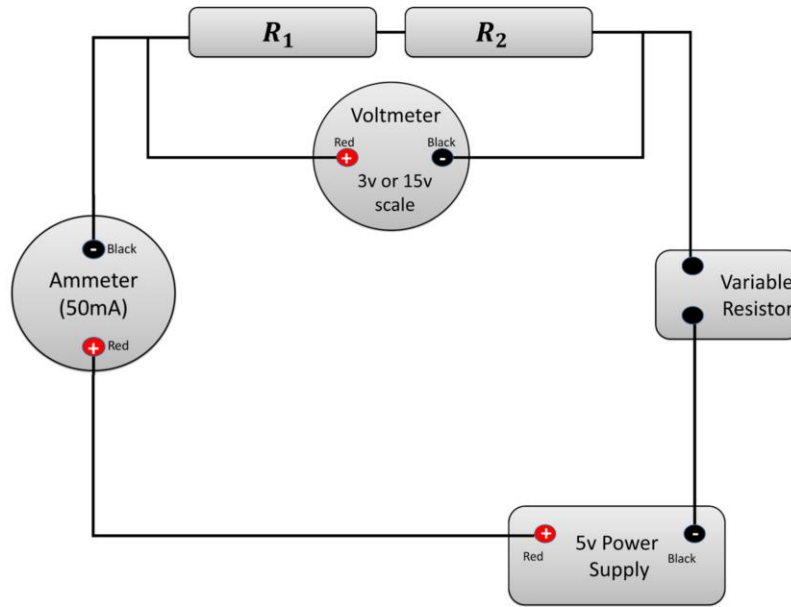 R₁
R₂
Voltmeter
Red
Black
+
-
3v or 15v
scale
-
Black
Ammeter
(50mA)
+
Red
Variable
Resistor
+
-
5v Power
Supply
Red
Black